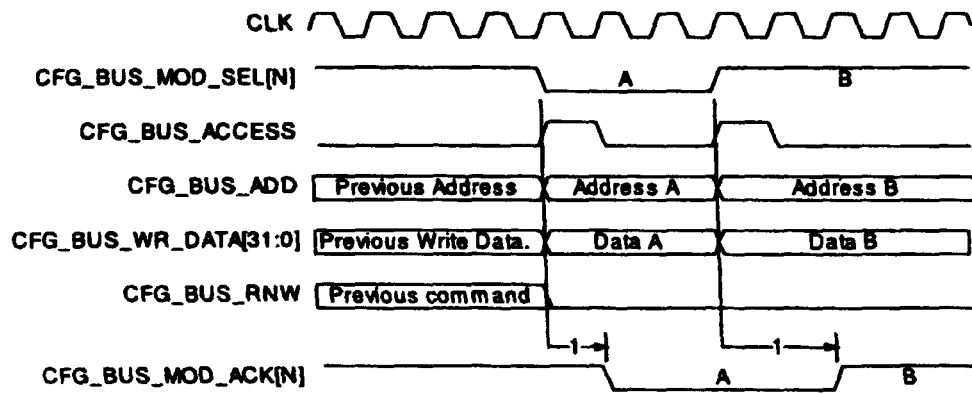 CLK
CFG_BUS_MOD_SEL[N] A B
CFG_BUS_ACCESS
CFG_BUS_ADD Previous Address Address A Address B
CFG_BUS_WR_DATA[31:0] Previous Write Data. Data A Data B
CFG_BUS_RNW Previous command
1 1
CFG_BUS_MOD_ACK[N] A B